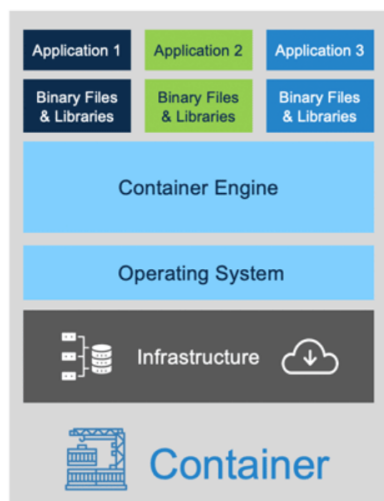 Application 1
Application 2
Application 3
Binary Files
& Libraries
Binary Files
& Libraries
Binary Files
& Libraries
Container Engine
Operating System
Infrastructure
Container